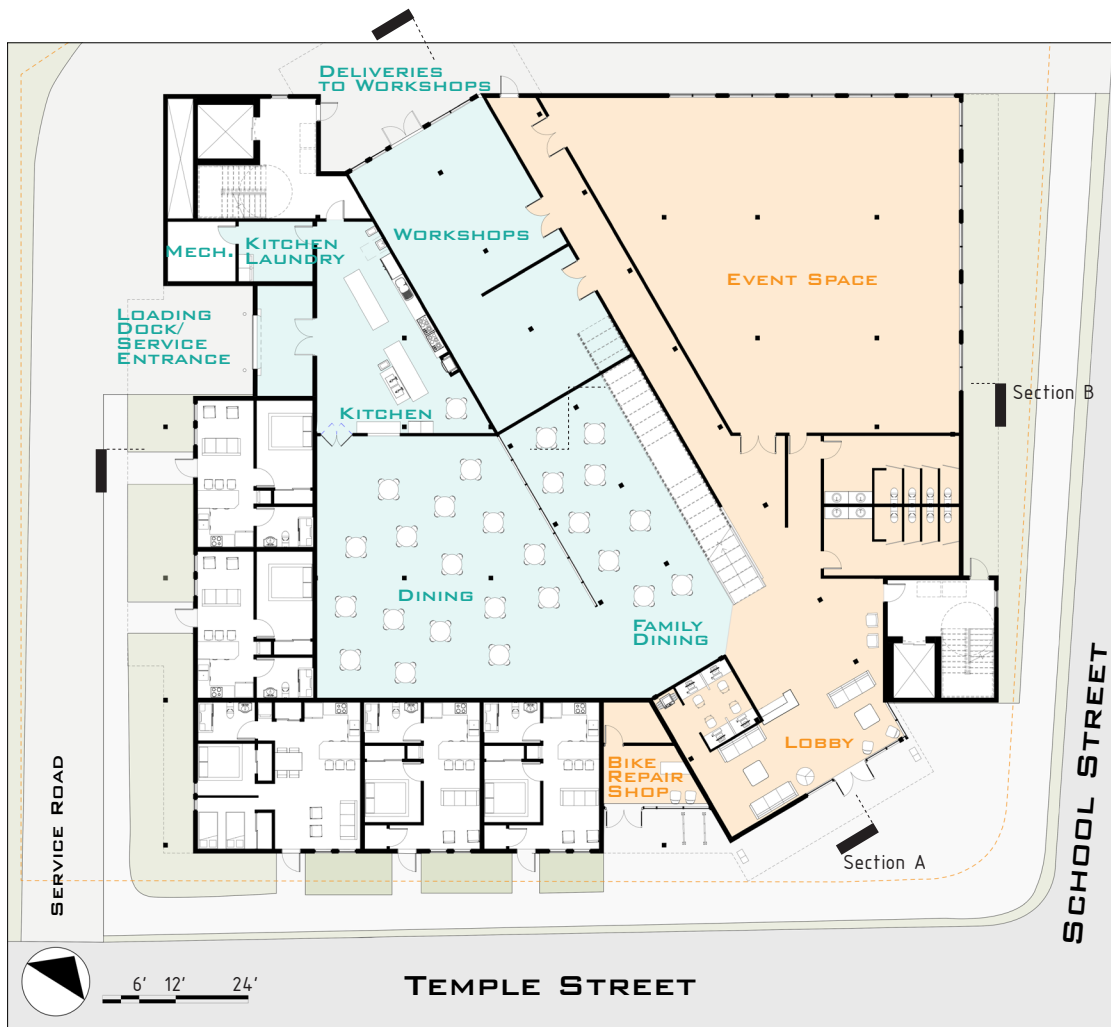 Deliveries
to Workshops
Workshops
Mech.
Kitchen
Laundry
Event Space
Loading
Dock/
Service
Entrance
Section B
Kitchen
Dining
Family
Dining
Lobby
Bike
Repair
Shop
Section A
Service Road
School Street
6' 12' 24'
Temple Street